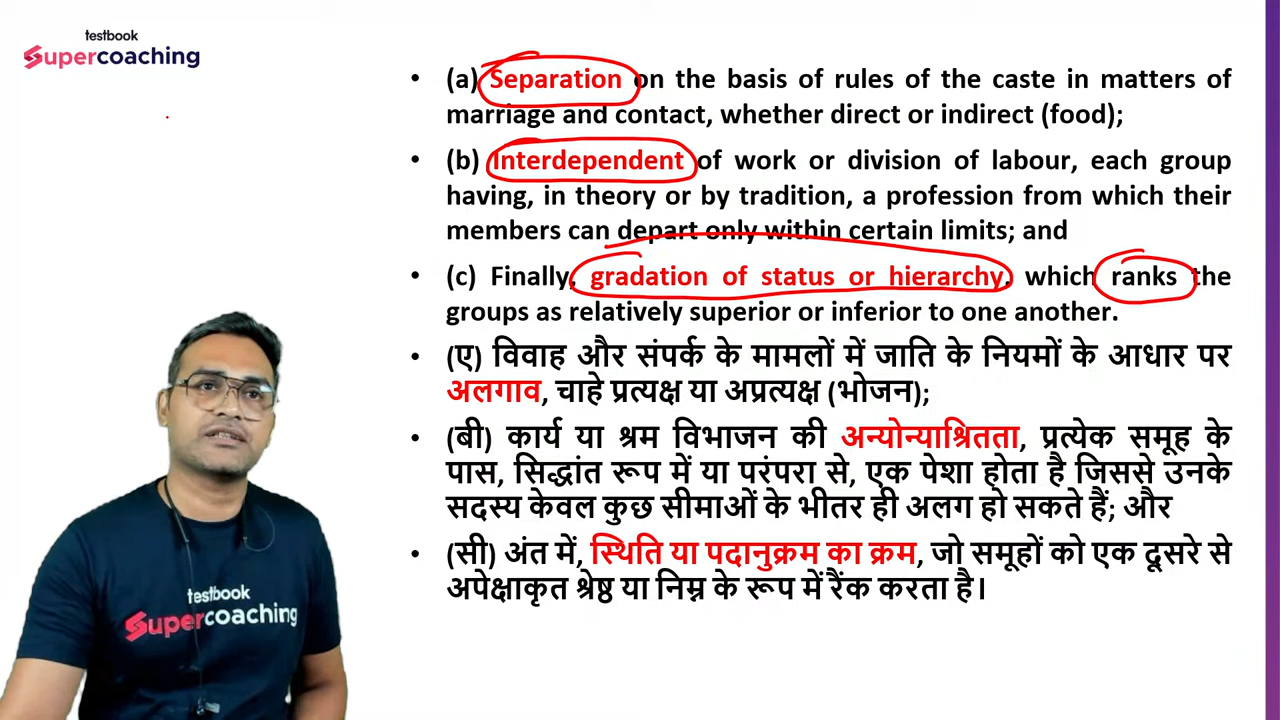 testbook
Supercoaching
• (a) Separation on the basis of rules of the caste in matters of
marriage and contact, whether direct or indirect (food);
• (b) Interdependent of work or division of labour, each group
having, in theory or by tradition, a profession from which their
members can depart only within certain limits; and
• (c) Finally, gradation of status or hierarchy, which ranks the
groups as relatively superior or inferior to one another.
• (ए) विवाह और संपर्क के मामलों में जाति के नियमों के आधार पर
अलगाव, चाहे प्रत्यक्ष या अप्रत्यक्ष (भोजन);
• (बी) कार्य या श्रम विभाजन की अन्योन्याश्रितता, प्रत्येक समूह के
पास, सिद्धांत रूप में या परंपरा से, एक पेशा होता है जिससे उनके
सदस्य केवल कुछ सीमाओं के भीतर ही अलग हो सकते हैं; और
• (सी) अंत में, स्थिति या पदानुक्रम का क्रम, जो समूहों को एक दूसरे से
अपेक्षाकृत श्रेष्ठ या निम्न के रूप में रैंक करता है।
testbook
Supercoaching